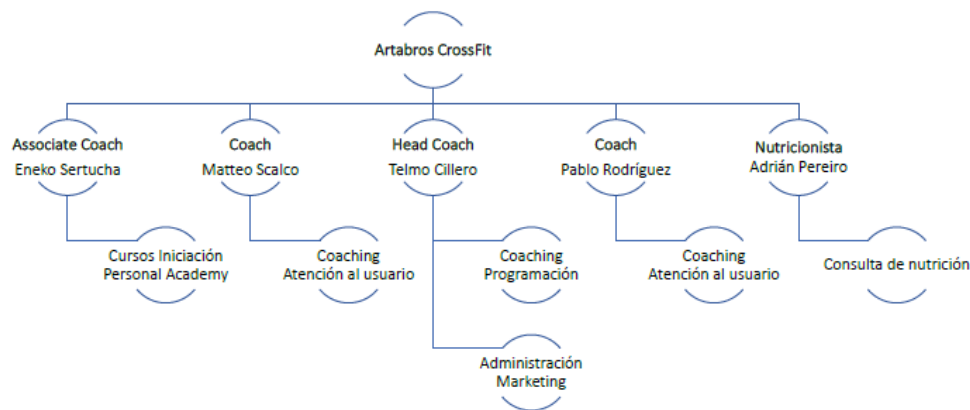 Artabros CrossFit
Associate Coach
Eneko Sertucha
Coach
Matteo Scalco
Head Coach
Telmo Cillero
Coach
Pablo Rodríguez
Nutricionista
Adrián Pereiro
Cursos Iniciación
Personal Academy
Coaching
Atención al usuario
Coaching
Programación
Coaching
Atención al usuario
Consulta de nutrición
Administración
Marketing